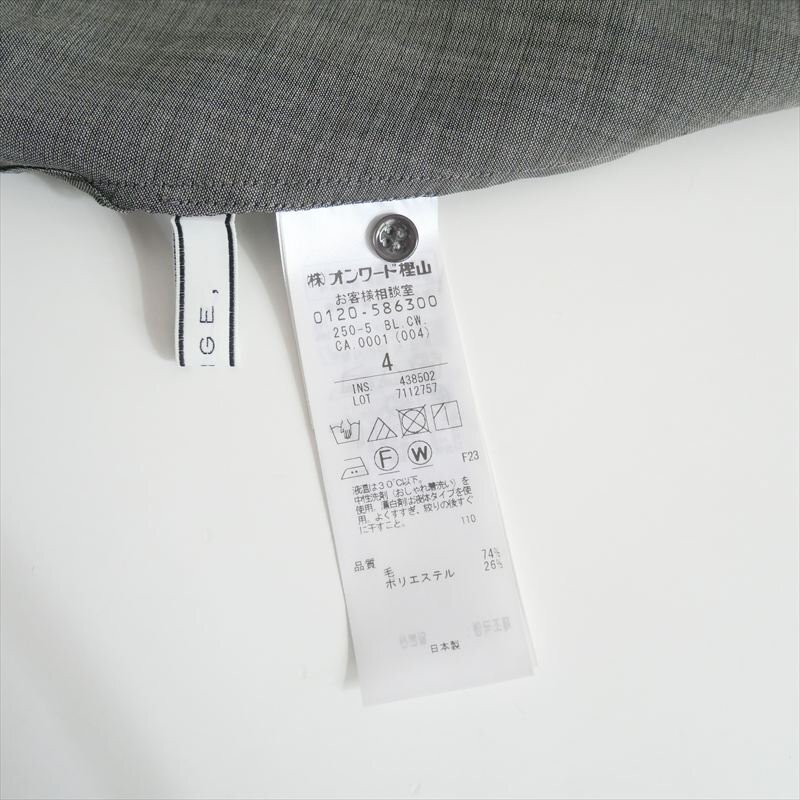 IGE,
(株)オンワード樫山
お客様相談室
0120-586300
250-5 BL.CW.
CA.0001 (004)
4
INS. 438502
LOT 7112757
F W F23
液温は30℃以下。
中性洗剤(おしゃれ着洗い)を
使用。漂白剤は液体タイプを使
用。よくすすぎ、絞りの後すぐ
に干すこと。 110
品質 毛 74%
ポリエステル 26%
日本製